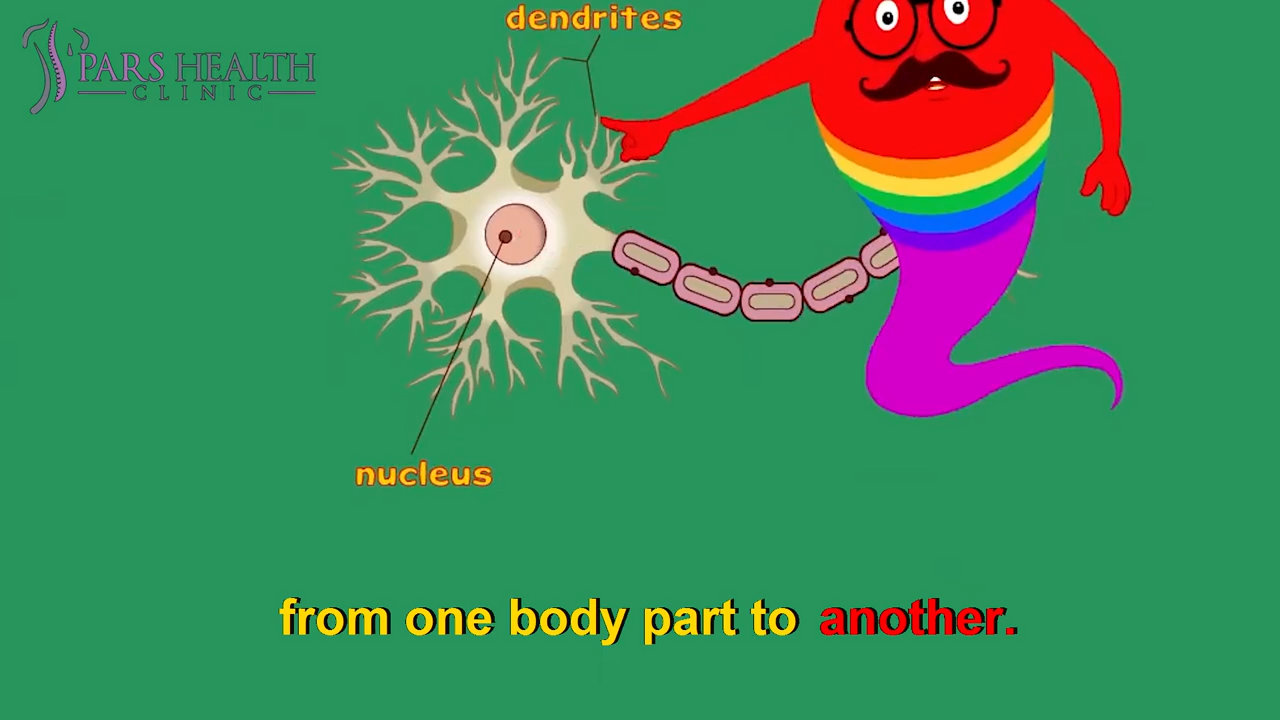 dendrites
PARS HEALTH
CLINIC
nucleus
from one body part to another.